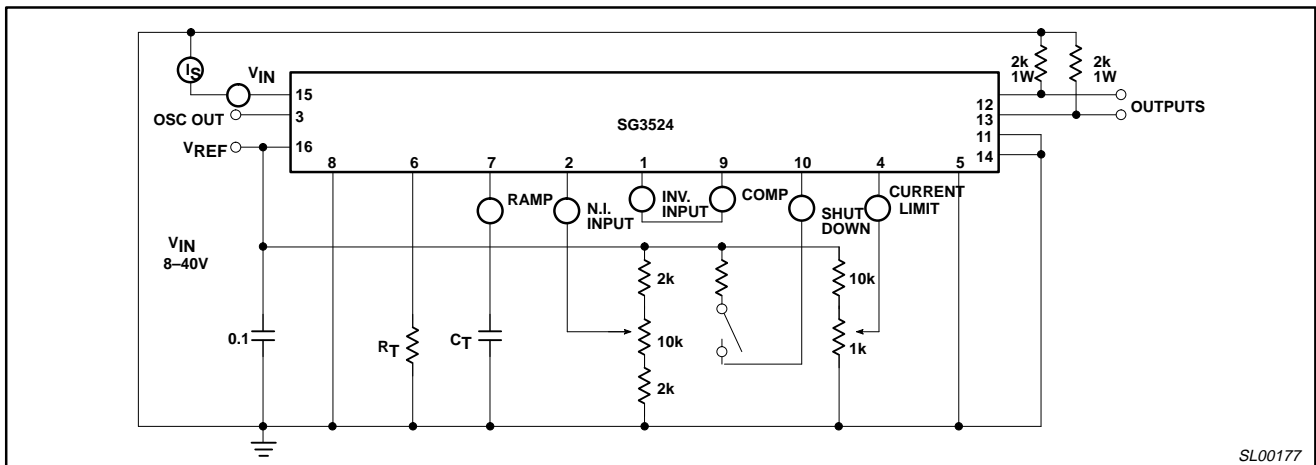 IS
VIN
2k
1W
2k
1W
15
OSC OUT
3
SG3524
12
13
OUTPUTS
VREF
16
11
14
8
6
7
2
1
9
10
4
5
RAMP
N.I.
INPUT
INV.
INPUT
COMP
SHUT
DOWN
CURRENT
LIMIT
VIN
8–40V
2k
10k
0.1
RT
CT
10k
1k
2k
SL00177